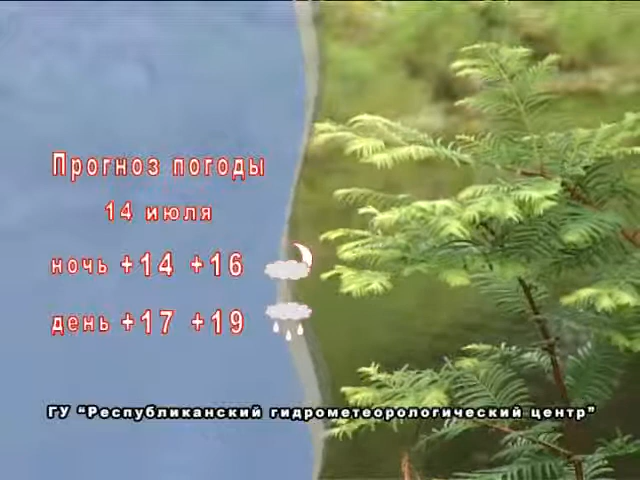 Прогноз погоды
14 июля
ночь +14 +16
день +17 +19
ГУ "Республиканский гидрометеорологический центр"